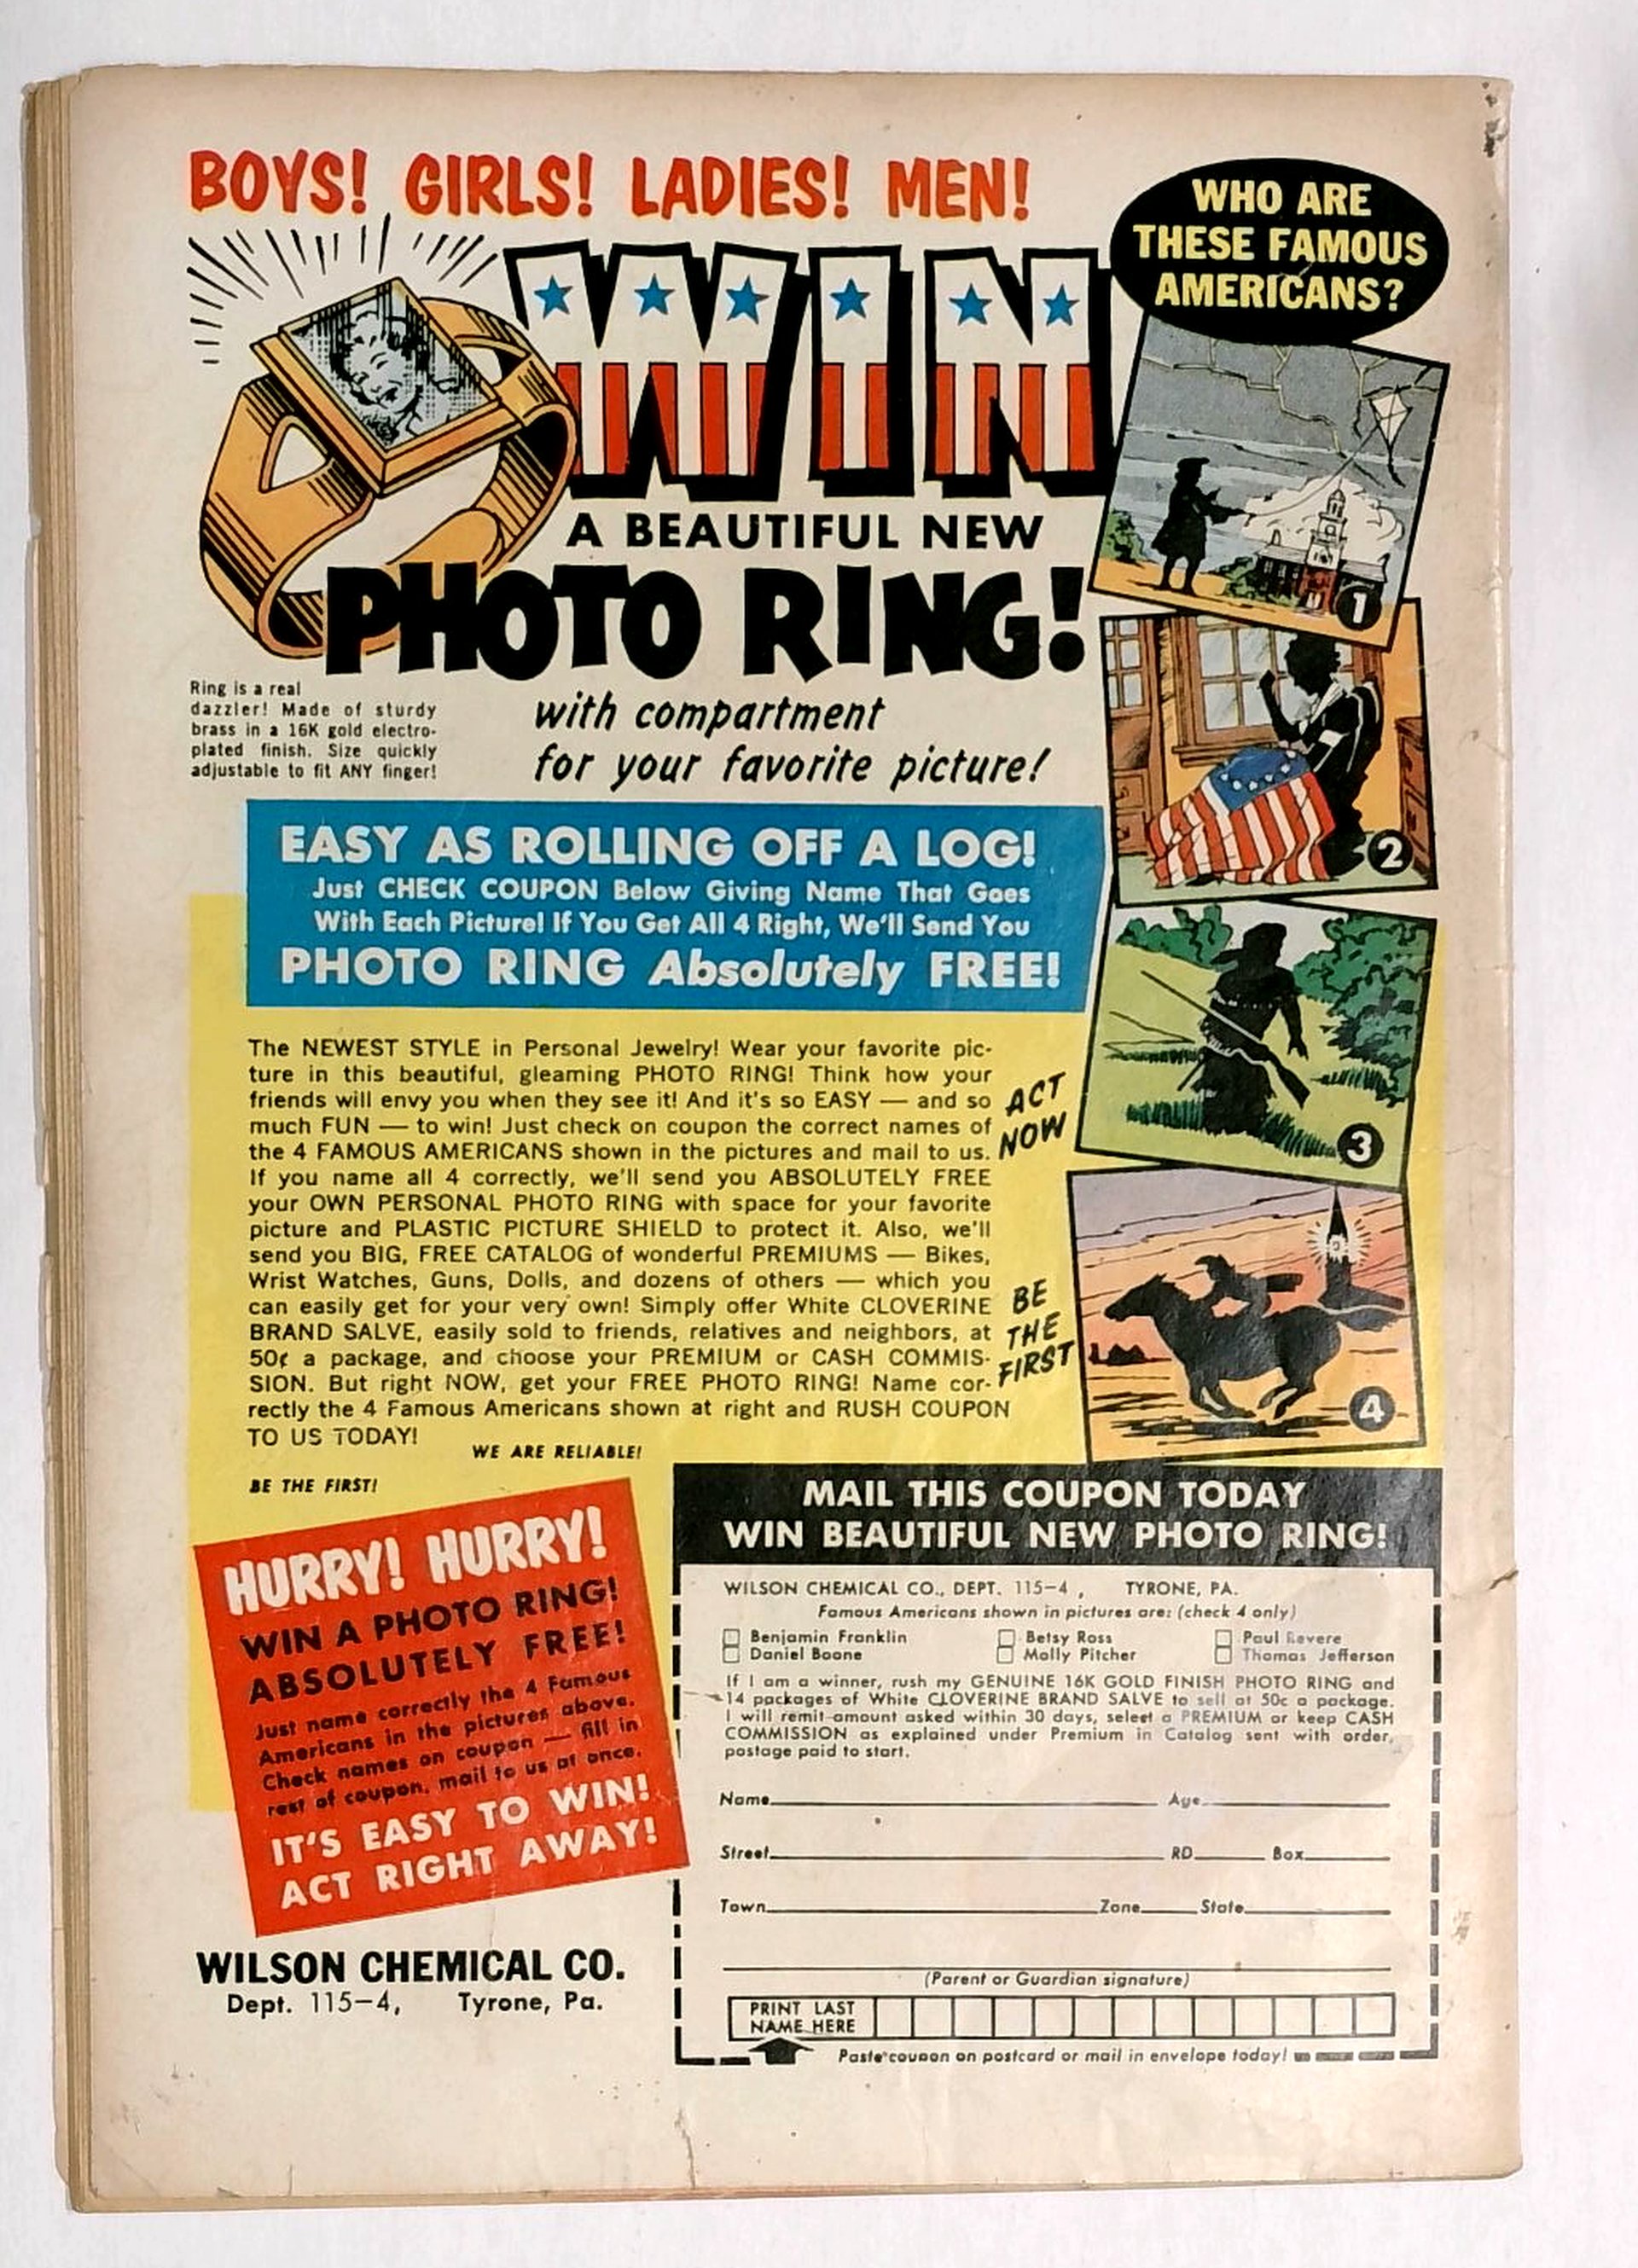 BOYS! GIRLS! LADIES! MEN!
WIN
A BEAUTIFUL NEW
PHOTO RING!
with compartment
for your favorite picture!
Ring is a real
dazzler! Made of sturdy
brass in a 16K gold electro-
plated finish. Size quickly
adjustable to fit ANY finger!
WHO ARE
THESE FAMOUS
AMERICANS?
1
2
3
4
EASY AS ROLLING OFF A LOG!
Just CHECK COUPON Below Giving Name That Goes
With Each Picture! If You Get All 4 Right, We'll Send You
PHOTO RING Absolutely FREE!
The NEWEST STYLE in Personal Jewelry! Wear your favorite pic-
ture in this beautiful, gleaming PHOTO RING! Think how your
friends will envy you when they see it! And it's so EASY — and so
much FUN — to win! Just check on coupon the correct names of
the 4 FAMOUS AMERICANS shown in the pictures and mail to us.
If you name all 4 correctly, we'll send you ABSOLUTELY FREE
your OWN PERSONAL PHOTO RING with space for your favorite
picture and PLASTIC PICTURE SHIELD to protect it. Also, we'll
send you BIG, FREE CATALOG of wonderful PREMIUMS — Bikes,
Wrist Watches, Guns, Dolls, and dozens of others — which you
can easily get for your very own! Simply offer White CLOVERINE
BRAND SALVE, easily sold to friends, relatives and neighbors, at
50¢ a package, and choose your PREMIUM or CASH COMMIS-
SION. But right NOW, get your FREE PHOTO RING! Name cor-
rectly the 4 Famous Americans shown at right and RUSH COUPON
TO US TODAY!
WE ARE RELIABLE!
BE THE FIRST!
ACT
NOW
BE
THE
FIRST
HURRY! HURRY!
WIN A PHOTO RING!
ABSOLUTELY FREE!
Just name correctly the 4 Famous
Americans in the pictures above.
Check names on coupon — fill in
rest of coupon, mail to us at once.
IT'S EASY TO WIN!
ACT RIGHT AWAY!
WILSON CHEMICAL CO.
Dept. 115-4, Tyrone, Pa.
MAIL THIS COUPON TODAY
WIN BEAUTIFUL NEW PHOTO RING!
WILSON CHEMICAL CO., DEPT. 115-4, TYRONE, PA.
Famous Americans shown in pictures are: (check 4 only)
Benjamin Franklin Betsy Ross Paul Revere
Daniel Boone Molly Pitcher Thomas Jefferson
If I am a winner, rush my GENUINE 16K GOLD FINISH PHOTO RING and
14 packages of White CLOVERINE BRAND SALVE to sell at 50c a package.
I will remit amount asked within 30 days, select a PREMIUM or keep CASH
COMMISSION as explained under Premium in Catalog sent with order,
postage paid to start.
Name Age
Street RD Box
Town Zone State
(Parent or Guardian signature)
PRINT LAST
NAME HERE
Paste coupon on postcard or mail in envelope today!